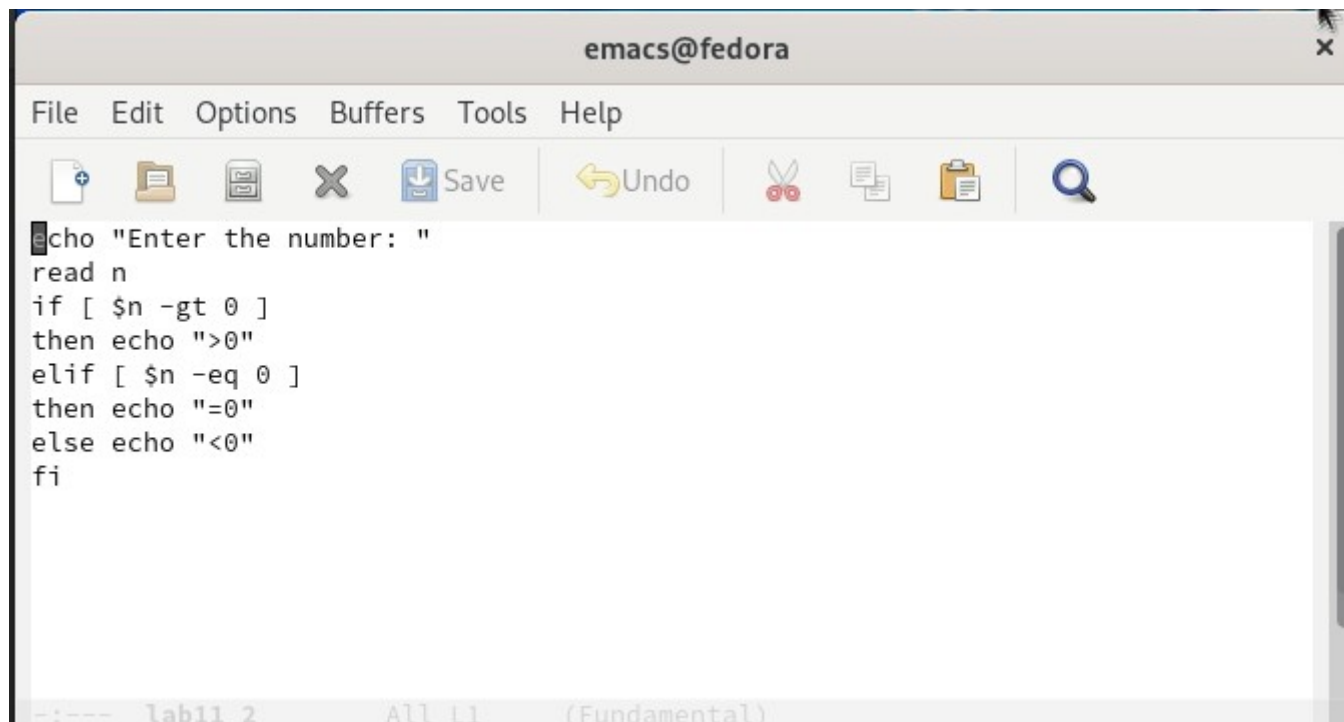 emacs@fedora
File Edit Options Buffers Tools Help
Save Undo
echo "Enter the number: "
read n
if [ $n -gt 0 ]
then echo ">0"
elif [ $n -eq 0 ]
then echo "=0"
else echo "<0"
fi
-:--- lab11_2 All L1 (Fundamental)